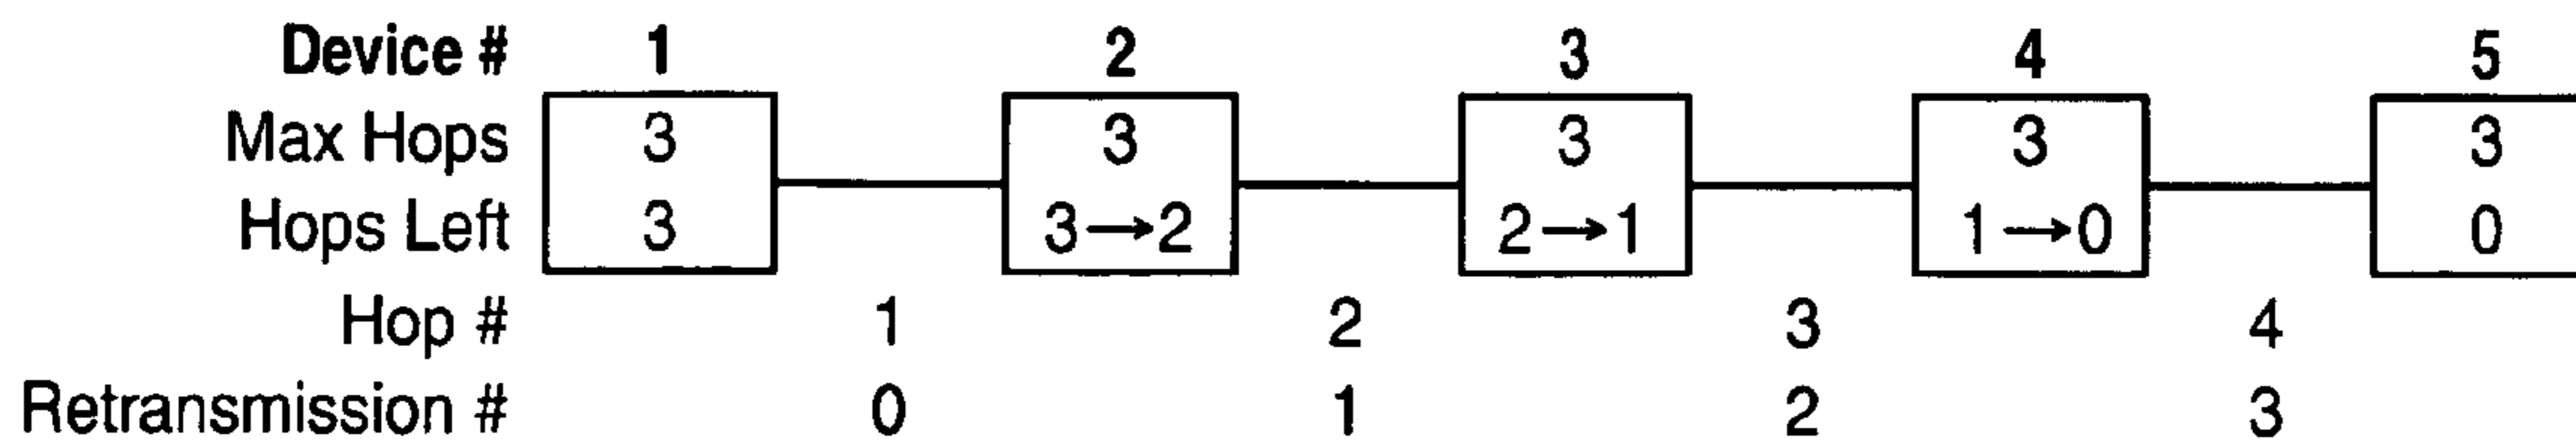 Device # 1 2 3 4 5
Max Hops 3 3 3 3 3
Hops Left 3 3→2 2→1 1→0 0
Hop # 1 2 3 4
Retransmission # 0 1 2 3